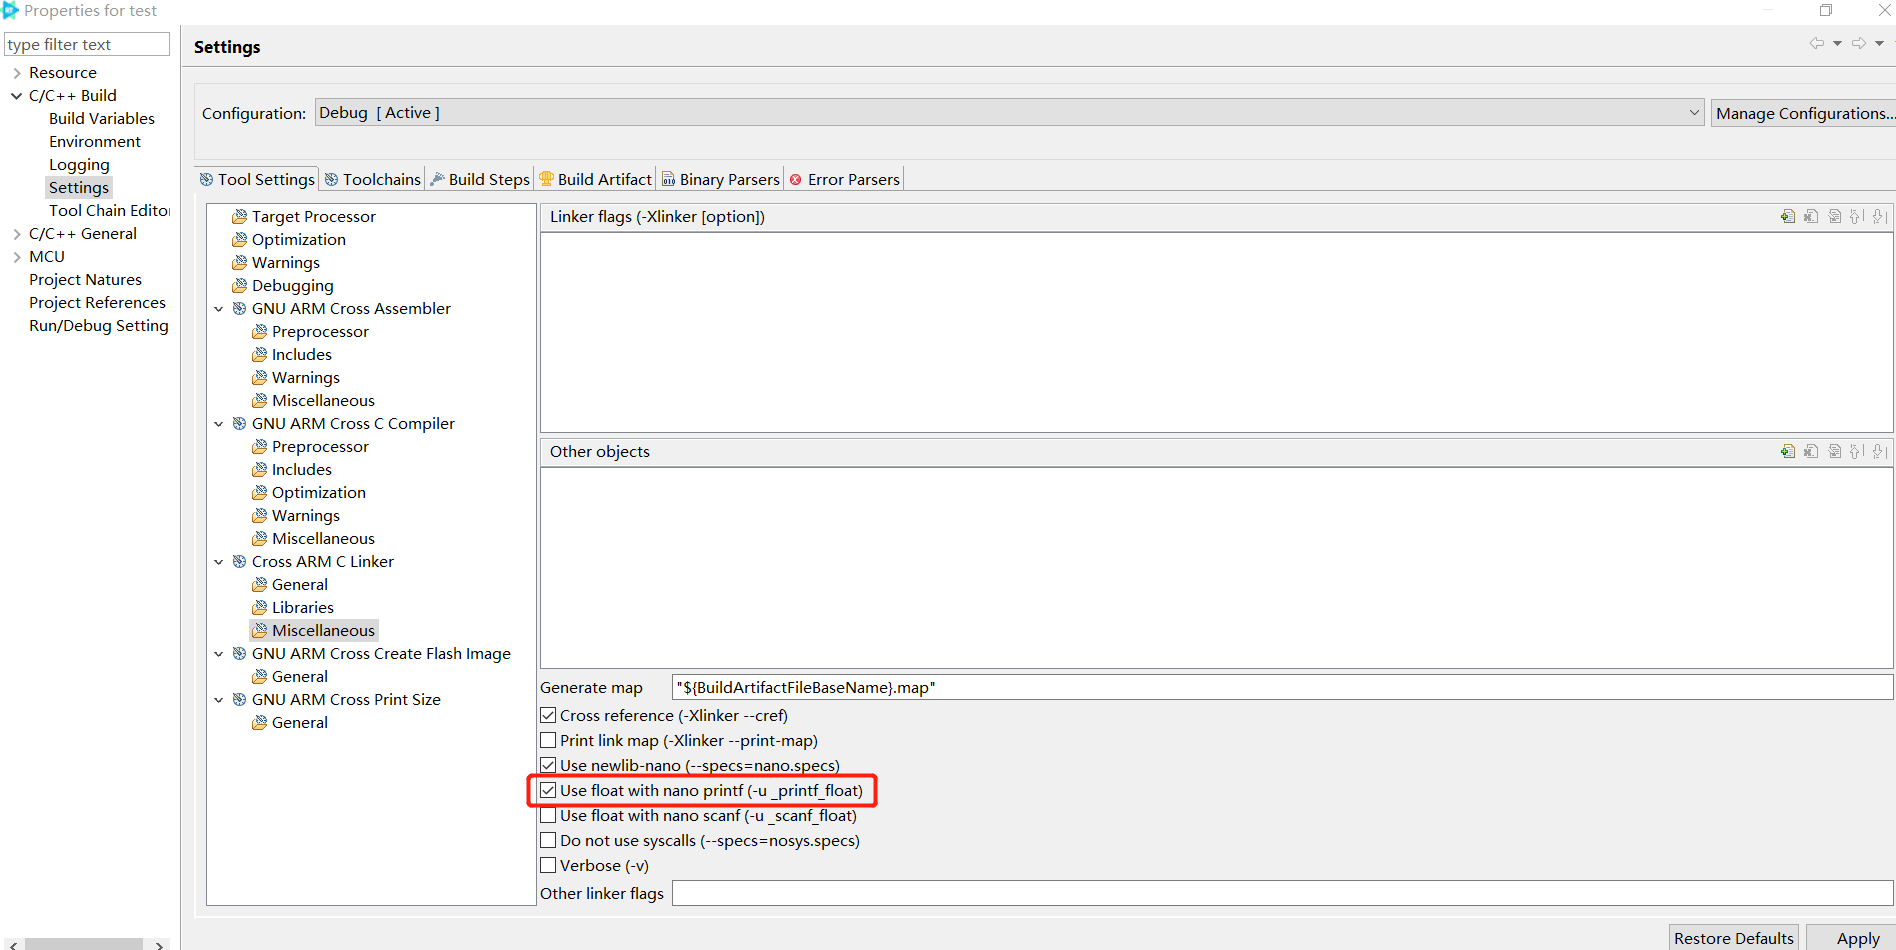 Properties for test
type filter text
Resource
C/C++ Build
Build Variables
Environment
Logging
Settings
Tool Chain Edito
C/C++ General
MCU
Project Natures
Project References
Run/Debug Setting
Settings
Configuration:
Debug [ Active ]
Manage Configurations...
Tool Settings
Toolchains
Build Steps
Build Artifact
Binary Parsers
Error Parsers
Target Processor
Optimization
Warnings
Debugging
GNU ARM Cross Assembler
Preprocessor
Includes
Warnings
Miscellaneous
GNU ARM Cross C Compiler
Preprocessor
Includes
Optimization
Warnings
Miscellaneous
Cross ARM C Linker
General
Libraries
Miscellaneous
GNU ARM Cross Create Flash Image
General
GNU ARM Cross Print Size
General
Linker flags (-Xlinker [option])
Other objects
Generate map
"${BuildArtifactFileBaseName}.map"
Cross reference (-Xlinker --cref)
Print link map (-Xlinker --print-map)
Use newlib-nano (--specs=nano.specs)
Use float with nano printf (-u _printf_float)
Use float with nano scanf (-u _scanf_float)
Do not use syscalls (--specs=nosys.specs)
Verbose (-v)
Other linker flags
Restore Defaults
Apply